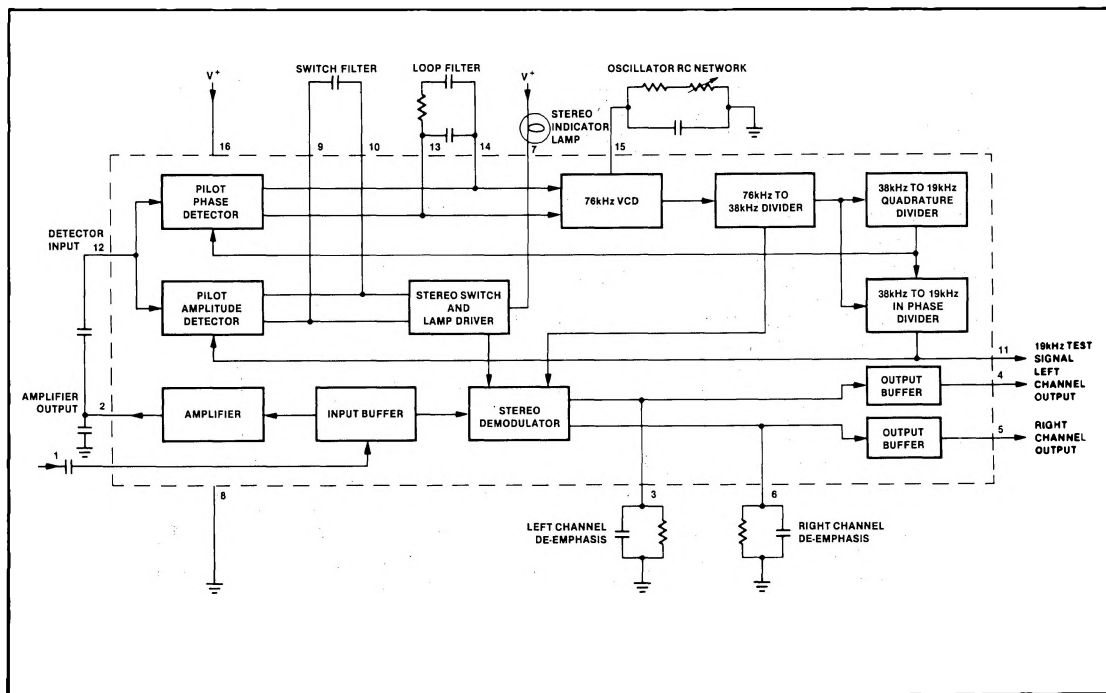 V+
SWITCH FILTER
LOOP FILTER
V+
OSCILLATOR RC NETWORK
STEREO
INDICATOR
LAMP
16
9
10
13
14
7
15
PILOT
PHASE
DETECTOR
76kHz VCD
76kHz TO
38kHz DIVIDER
38kHz TO 19kHz
QUADRATURE
DIVIDER
DETECTOR
INPUT
12
PILOT
AMPLITUDE
DETECTOR
STEREO SWITCH
AND
LAMP DRIVER
38kHz TO 19kHz
IN PHASE
DIVIDER
11
19kHz TEST
SIGNAL
LEFT
CHANNEL
OUTPUT
4
OUTPUT
BUFFER
AMPLIFIER
OUTPUT
2
AMPLIFIER
INPUT BUFFER
STEREO
DEMODULATOR
OUTPUT
BUFFER
5
RIGHT
CHANNEL
OUTPUT
1
8
3
6
LEFT CHANNEL
DE-EMPHASIS
RIGHT CHANNEL
DE-EMPHASIS